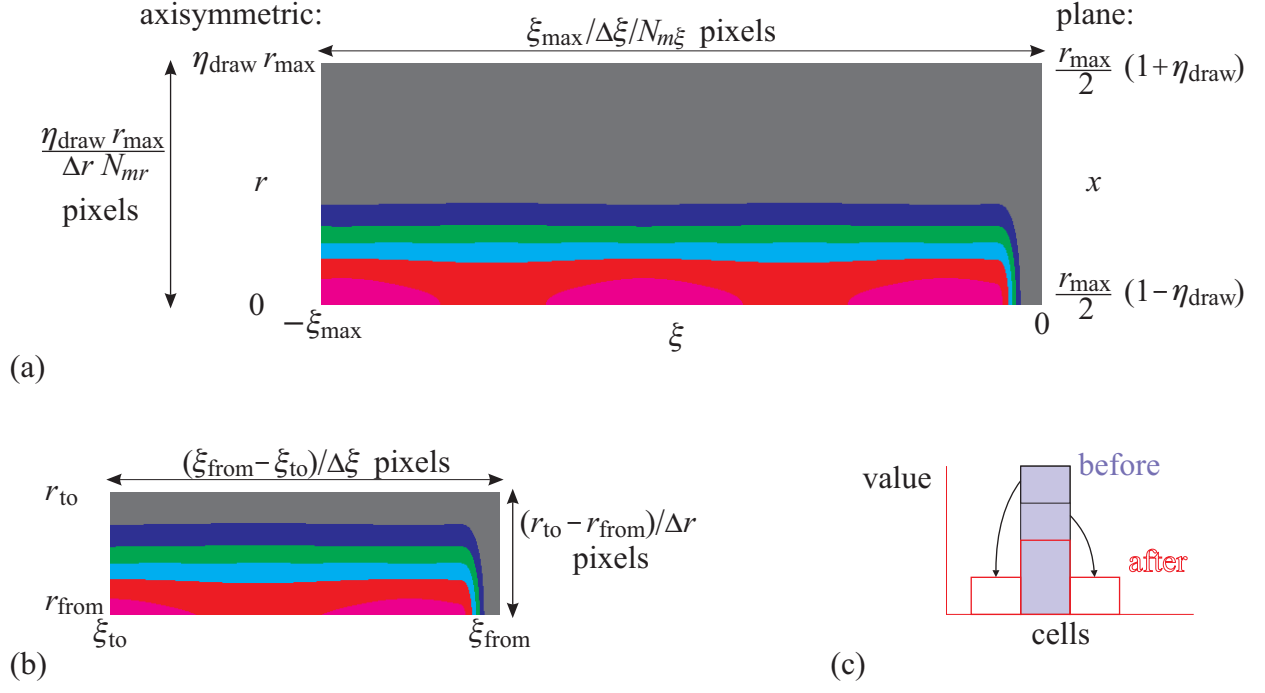 axisymmetric:
plane:
ξmax/Δξ/Nmξ pixels
ηdraw rmax
rmax/2 (1+ηdraw)
ηdraw rmax
Δr Nmr
pixels
r
x
0
rmax/2 (1−ηdraw)
−ξmax
0
ξ
(a)
(ξfrom−ξto)/Δξ pixels
rto
(rto−rfrom)/Δr
pixels
rfrom
ξto
ξfrom
(b)
value
before
after
cells
(c)